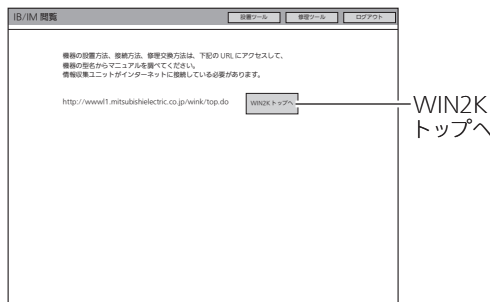 IB/IM 閲覧
設置ツール
修理ツール
ログアウト
機器の設置方法、接続方法、修理交換方法は、下記の URL にアクセスして、
機器の型名からマニュアルを調べてください。
情報収集ユニットがインターネットに接続している必要があります。
http://wwwl1.mitsubishielectric.co.jp/wink/top.do
WIN2K トップへ
WIN2K
トップへ